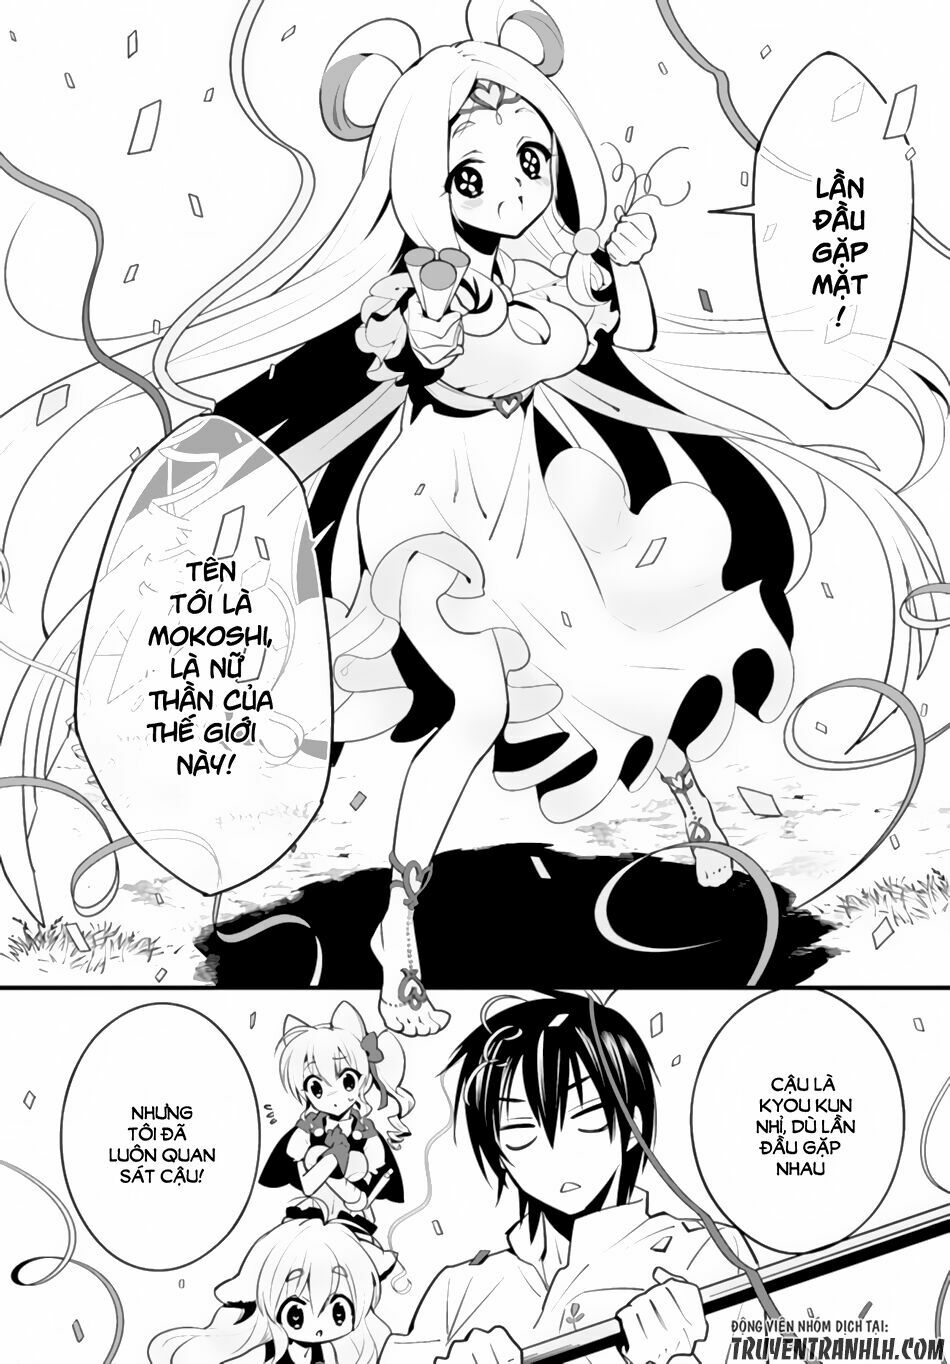 LẦN
ĐẦU
GẶP
MẶT
!
TÊN
TÔI LÀ
MOKOSHI,
LÀ NỮ
THẦN CỦA
THẾ GIỚI
NÀY!
CẬU LÀ
KYOU KUN
NHỈ, DÙ LẦN
ĐẦU GẶP
NHAU
NHƯNG
TÔI ĐÃ
LUÔN QUAN
SÁT CẬU!
ĐỘNG VIÊN NHÓM DỊCH TẠI:
TRUYENTRANHLH.COM